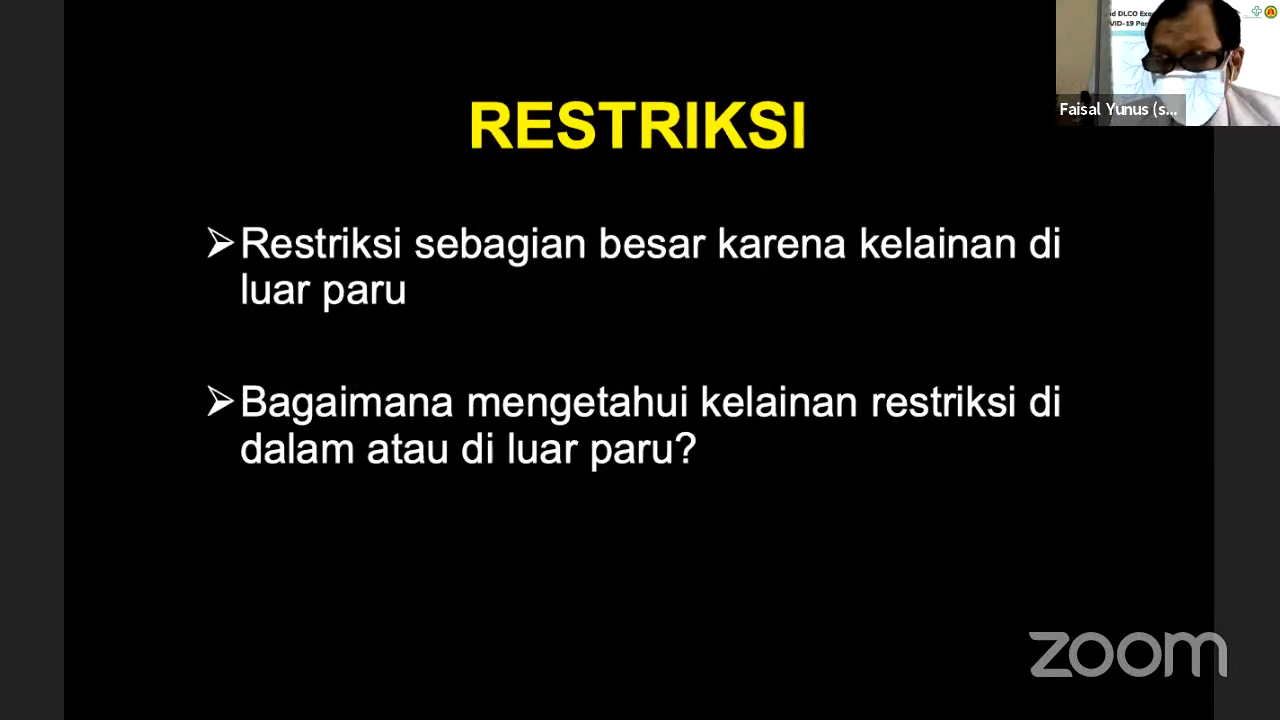 RESTRIKSI
➢Restriksi sebagian besar karena kelainan di
luar paru
➢Bagaimana mengetahui kelainan restriksi di
dalam atau di luar paru?
Faisal Yunus (s...
zoom